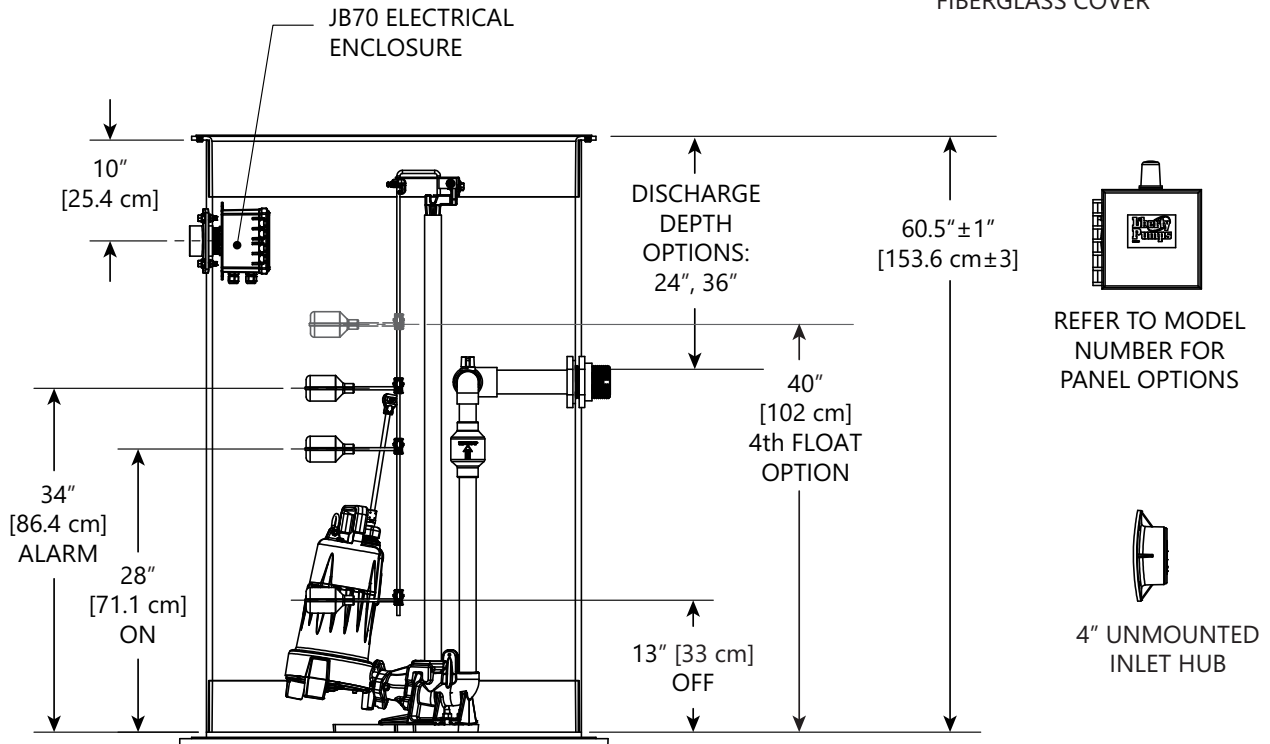 FIBERGLASS COVER
JB70 ELECTRICAL
ENCLOSURE
10"
[25.4 cm]
DISCHARGE
DEPTH
OPTIONS:
24", 36"
60.5"±1"
[153.6 cm±3]
Liberty
Pumps
REFER TO MODEL
NUMBER FOR
PANEL OPTIONS
40"
[102 cm]
4th FLOAT
OPTION
34"
[86.4 cm]
ALARM
28"
[71.1 cm]
ON
13" [33 cm]
OFF
4" UNMOUNTED
INLET HUB